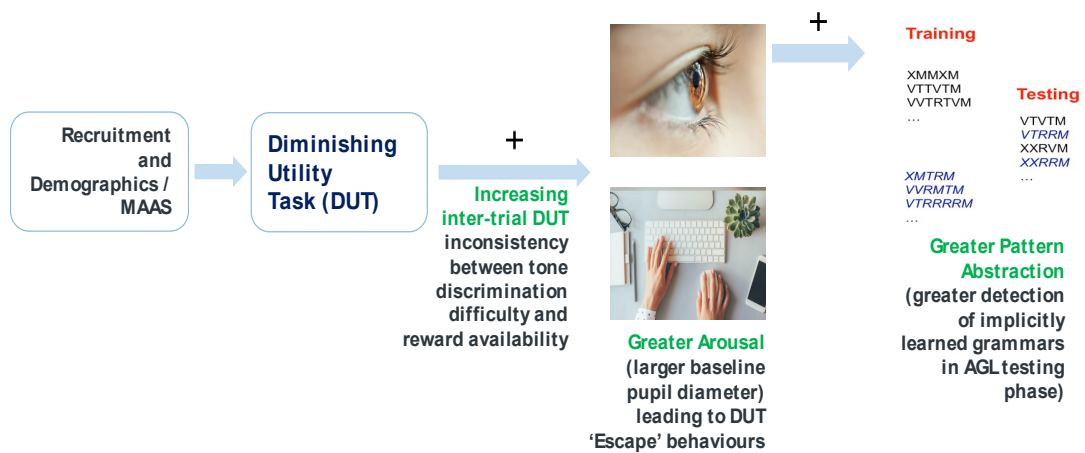 Recruitment
and
Demographics /
MAAS
Diminishing
Utility
Task (DUT)
+
Increasing
inter-trial DUT
inconsistency
between tone
discrimination
difficulty and
reward availability
Greater Arousal
(larger baseline
pupil diameter)
leading to DUT
‘Escape’ behaviours
+
Training
XMMXM
VTTVTM
VVTRTVM
…
XMTRM
VVRMTM
VTRRRRM
…
Testing
VTVTM
VTRRM
XXRVM
XXRRM
…
Greater Pattern
Abstraction
(greater detection
of implicitly
learned grammars
in AGL testing
phase)